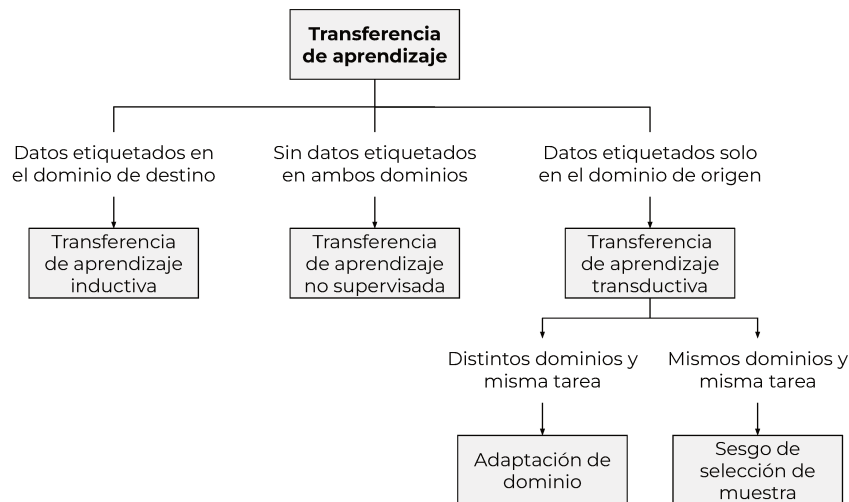 Transferencia
de aprendizaje
Datos etiquetados en
el dominio de destino
Sin datos etiquetados
en ambos dominios
Datos etiquetados solo
en el dominio de origen
Transferencia
de aprendizaje
inductiva
Transferencia
de aprendizaje
no supervisada
Transferencia
de aprendizaje
transductiva
Distintos dominios y
misma tarea
Mismos dominios y
misma tarea
Adaptación de
dominio
Sesgo de
selección de
muestra